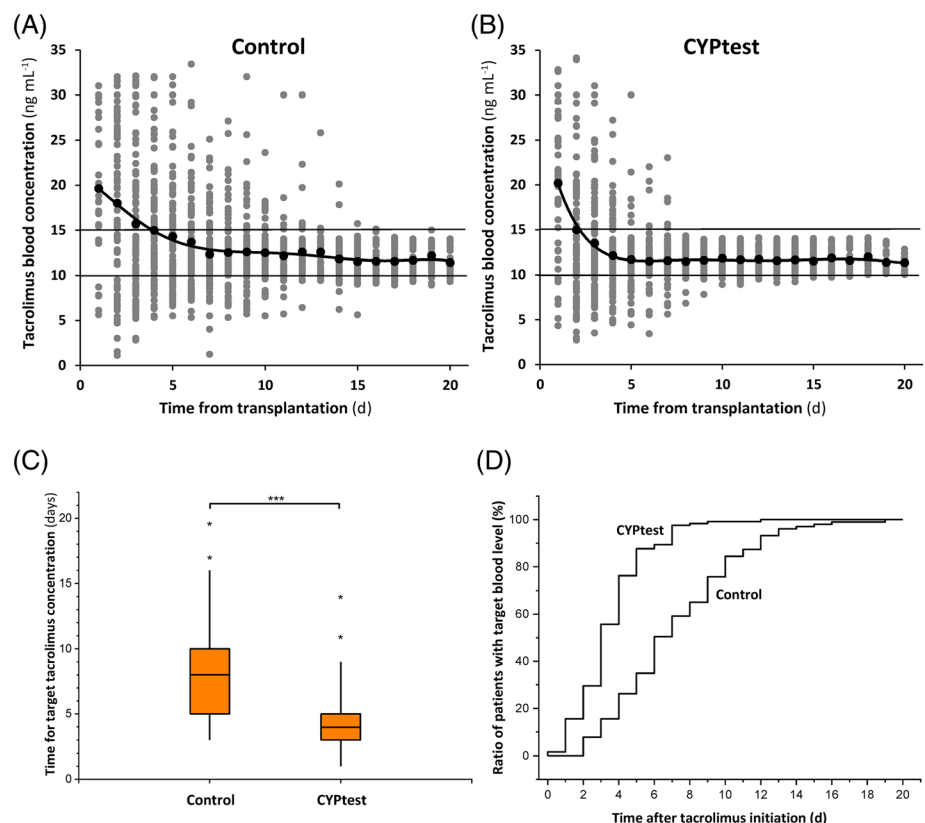 (A)
Control
Tacrolimus blood concentration (ng mL⁻¹)
35
30
25
20
15
10
5
0
0 5 10 15 20
Time from transplantation (d)
(B)
CYPtest
Tacrolimus blood concentration (ng mL⁻¹)
35
30
25
20
15
10
5
0
0 5 10 15 20
Time from transplantation (d)
(C)
Time for target tacrolimus concentration (days)
20
15
10
5
0
***
*
*
*
*
Control CYPtest
(D)
Ratio of patients with target blood level (%)
100
80
60
40
20
0
CYPtest
Control
0 2 4 6 8 10 12 14 16 18 20
Time after tacrolimus initiation (d)